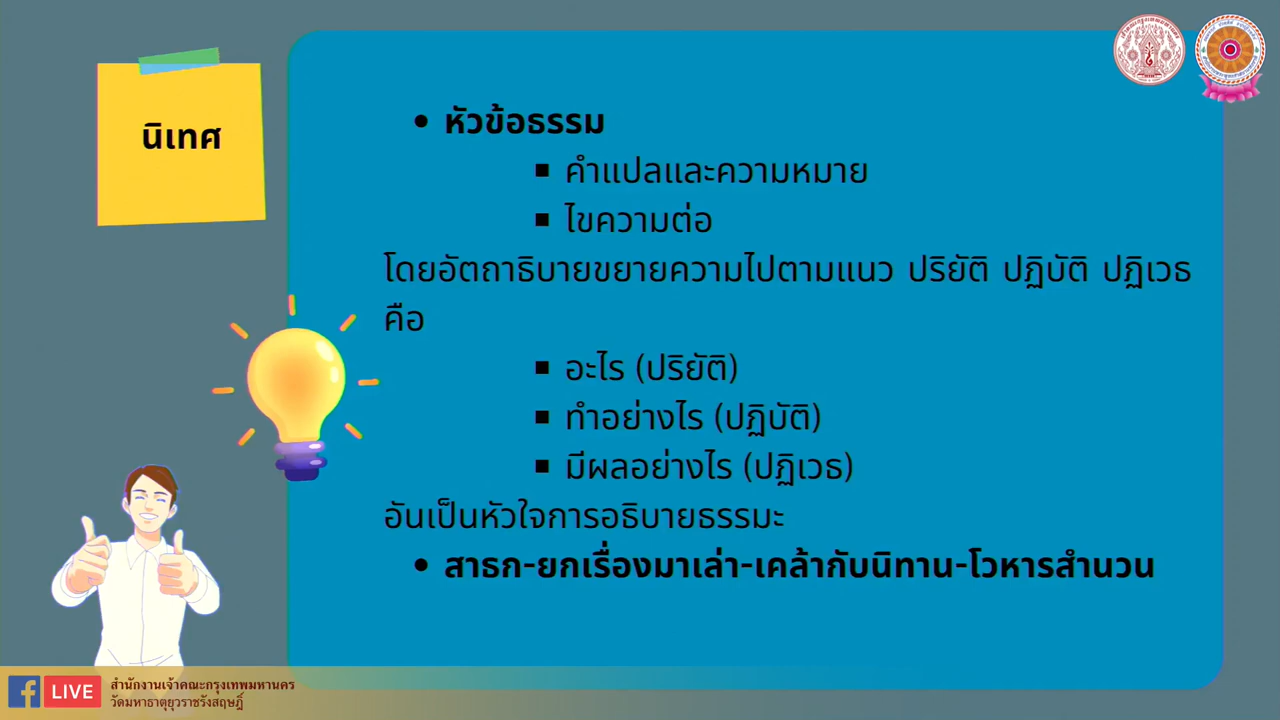 นิเทศ
• หัวข้อธรรม
▪ คำแปลและความหมาย
▪ ไขความต่อ
โดยอัตถาธิบายขยายความไปตามแนว ปริยัติ ปฏิบัติ ปฏิเวธ
คือ
▪ อะไร (ปริยัติ)
▪ ทำอย่างไร (ปฏิบัติ)
▪ มีผลอย่างไร (ปฏิเวธ)
อันเป็นหัวใจการอธิบายธรรมะ
• สาธก-ยกเรื่องมาเล่า-เคล้ากับนิทาน-โวหารสำนวน
f LIVE
สำนักงานเจ้าคณะกรุงเทพมหานคร
วัดมหาธาตุยุวราชรังสฤษฎิ์